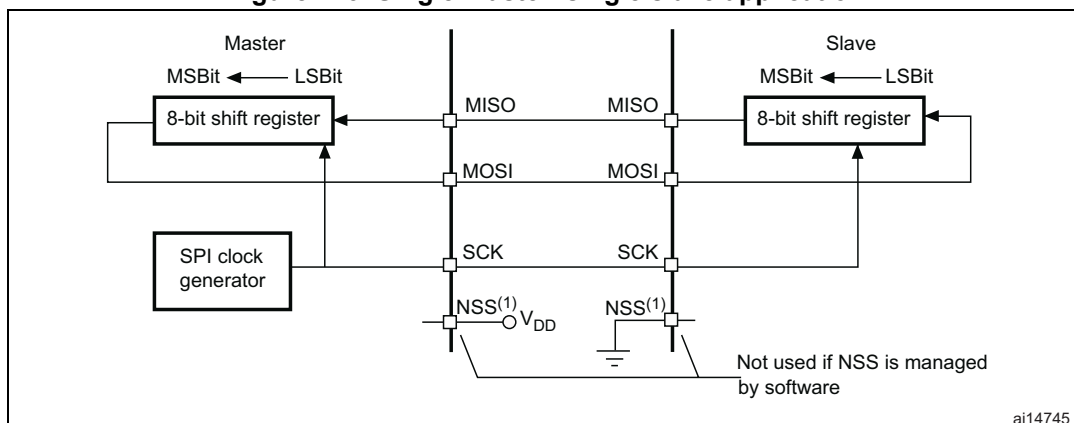 Master
Slave
MSBit LSBit
MSBit LSBit
8-bit shift register
MISO
MISO
8-bit shift register
MOSI
MOSI
SPI clock
generator
SCK
SCK
NSS(1)
VDD
NSS(1)
Not used if NSS is managed
by software
ai14745